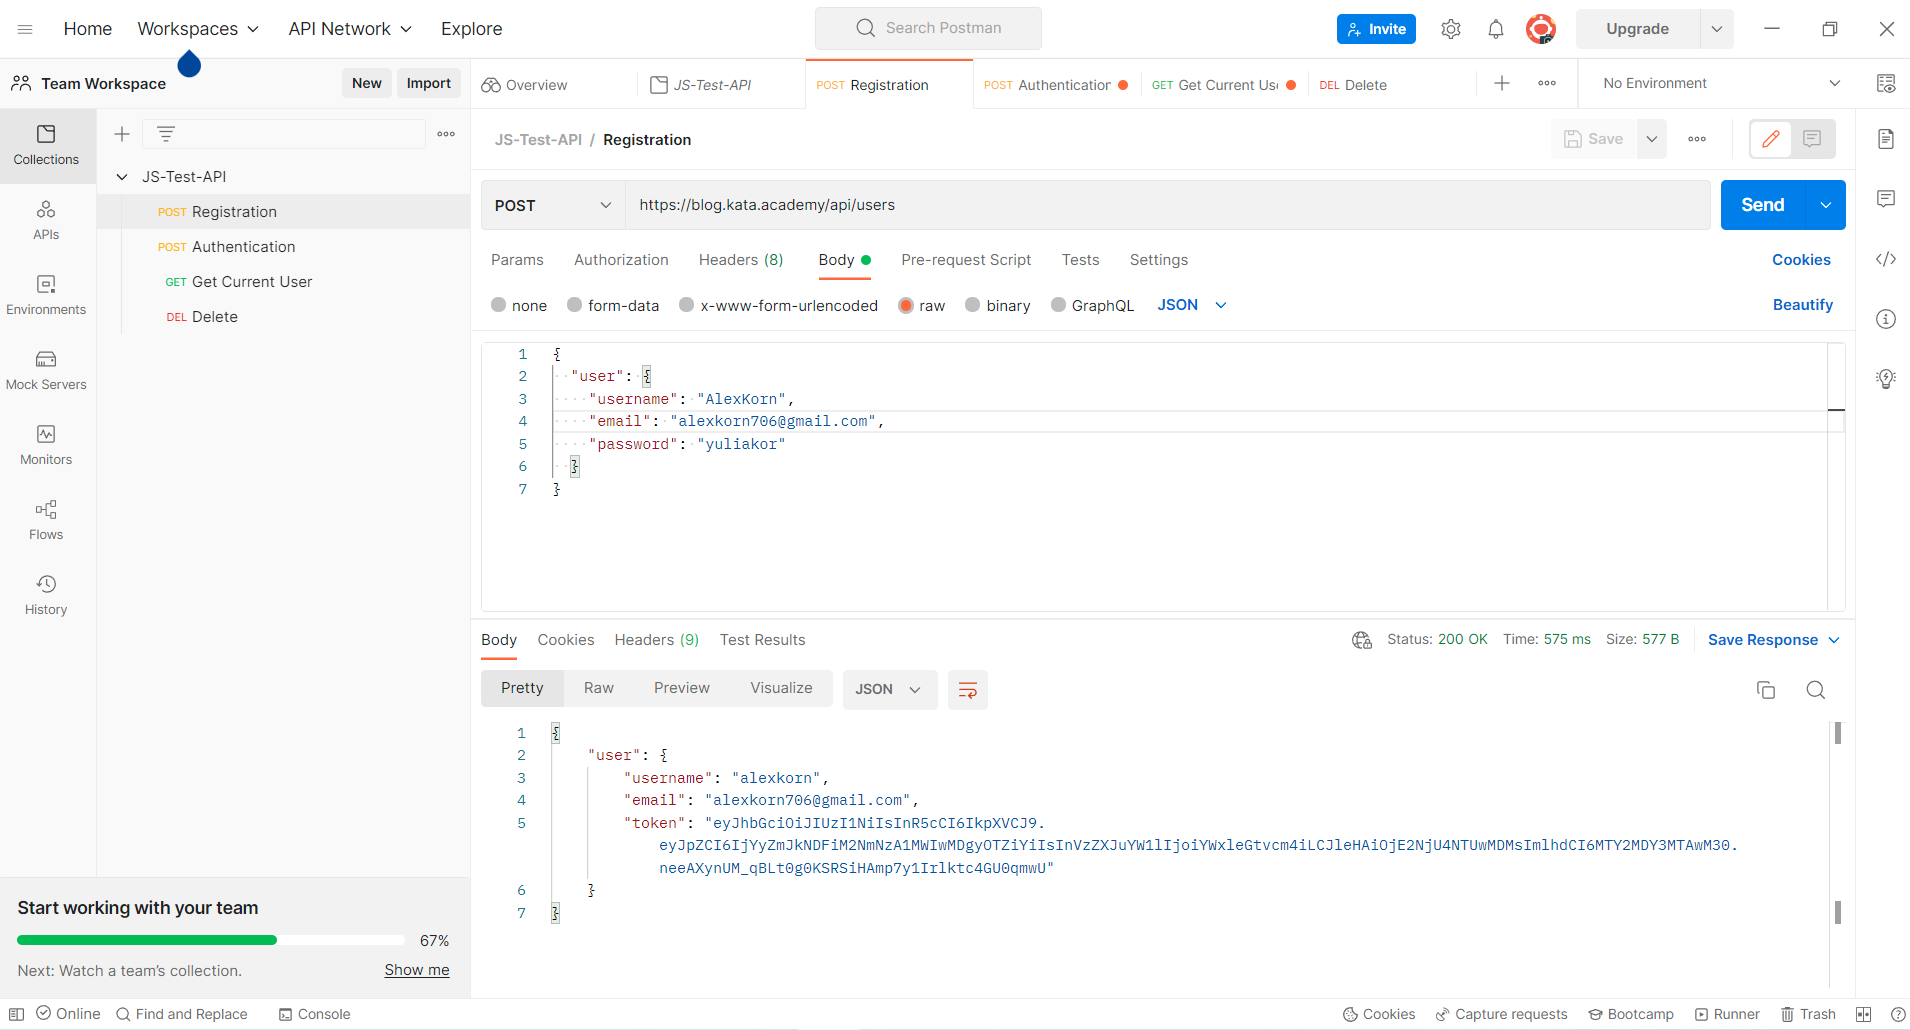 Home Workspaces API Network Explore Search Postman Invite Upgrade
Team Workspace New Import Overview JS-Test-API POST Registration POST Authentication GET Get Current Use DEL Delete No Environment
Collections
APIs
Environments
Mock Servers
Monitors
Flows
History
JS-Test-API
POST Registration
POST Authentication
GET Get Current User
DEL Delete
Start working with your team
67%
Next: Watch a team's collection. Show me
JS-Test-API / Registration Save
POST https://blog.kata.academy/api/users Send
Params Authorization Headers (8) Body Pre-request Script Tests Settings Cookies
none form-data x-www-form-urlencoded raw binary GraphQL JSON Beautify
1 {
2 "user": {
3 "username": "AlexKorn",
4 "email": "alexkorn706@gmail.com",
5 "password": "yuliakor"
6 }
7 }
Body Cookies Headers (9) Test Results Status: 200 OK Time: 575 ms Size: 577 B Save Response
Pretty Raw Preview Visualize JSON
1 {
2 "user": {
3 "username": "alexkorn",
4 "email": "alexkorn706@gmail.com",
5 "token": "eyJhbGciOiJIUzI1NiIsInR5cCI6IkpXVCJ9.
eyJpZCI6IjYyZmJkNDFiM2NmNzA1MWIwMDgyOTZiYiIsInVzZXJuYW1lIjoiYWxleGtvcm4iLCJleHAiOjE2NjU4NTUwMDMsImlhdCI6MTY2MDY3MTAwM30.
neeAXynUM_qBLt0g0KSRSiHAmp7y1Irlktc4GU0qmwU"
6 }
7 }
Online Find and Replace Console Cookies Capture requests Bootcamp Runner Trash